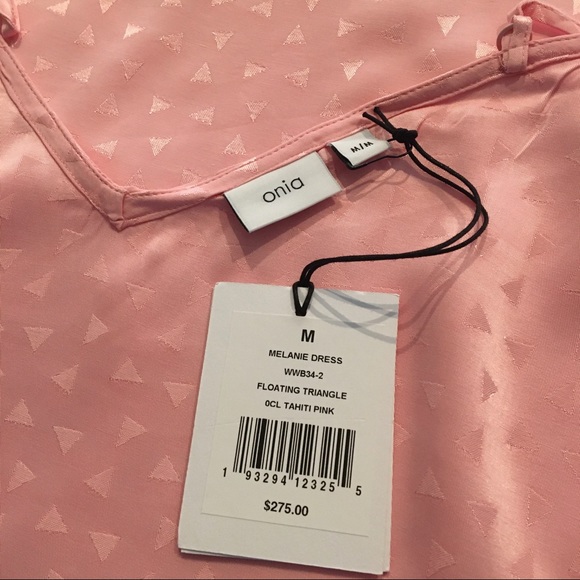 onia
M/M
M
MELANIE DRESS
WWB34-2
FLOATING TRIANGLE
0CL TAHITI PINK
1 93294 12325 5
$275.00